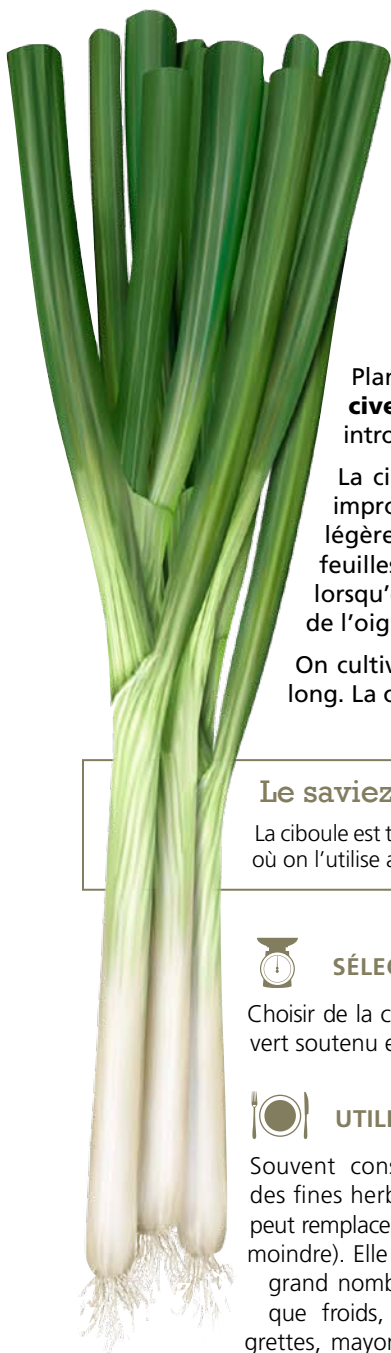 cive
intro
La ci
impro
légère
feuilles
lorsqu'
de l'oig
On cultiv
long. La
Le saviez
La ciboule est
où on l'utilise
SÉLEC
Choisir de la
vert soutenu
UTILI
Souvent cons
des fines herb
peut remplace
moindre). Elle
grand nomb
que froids,
grettes, mayor